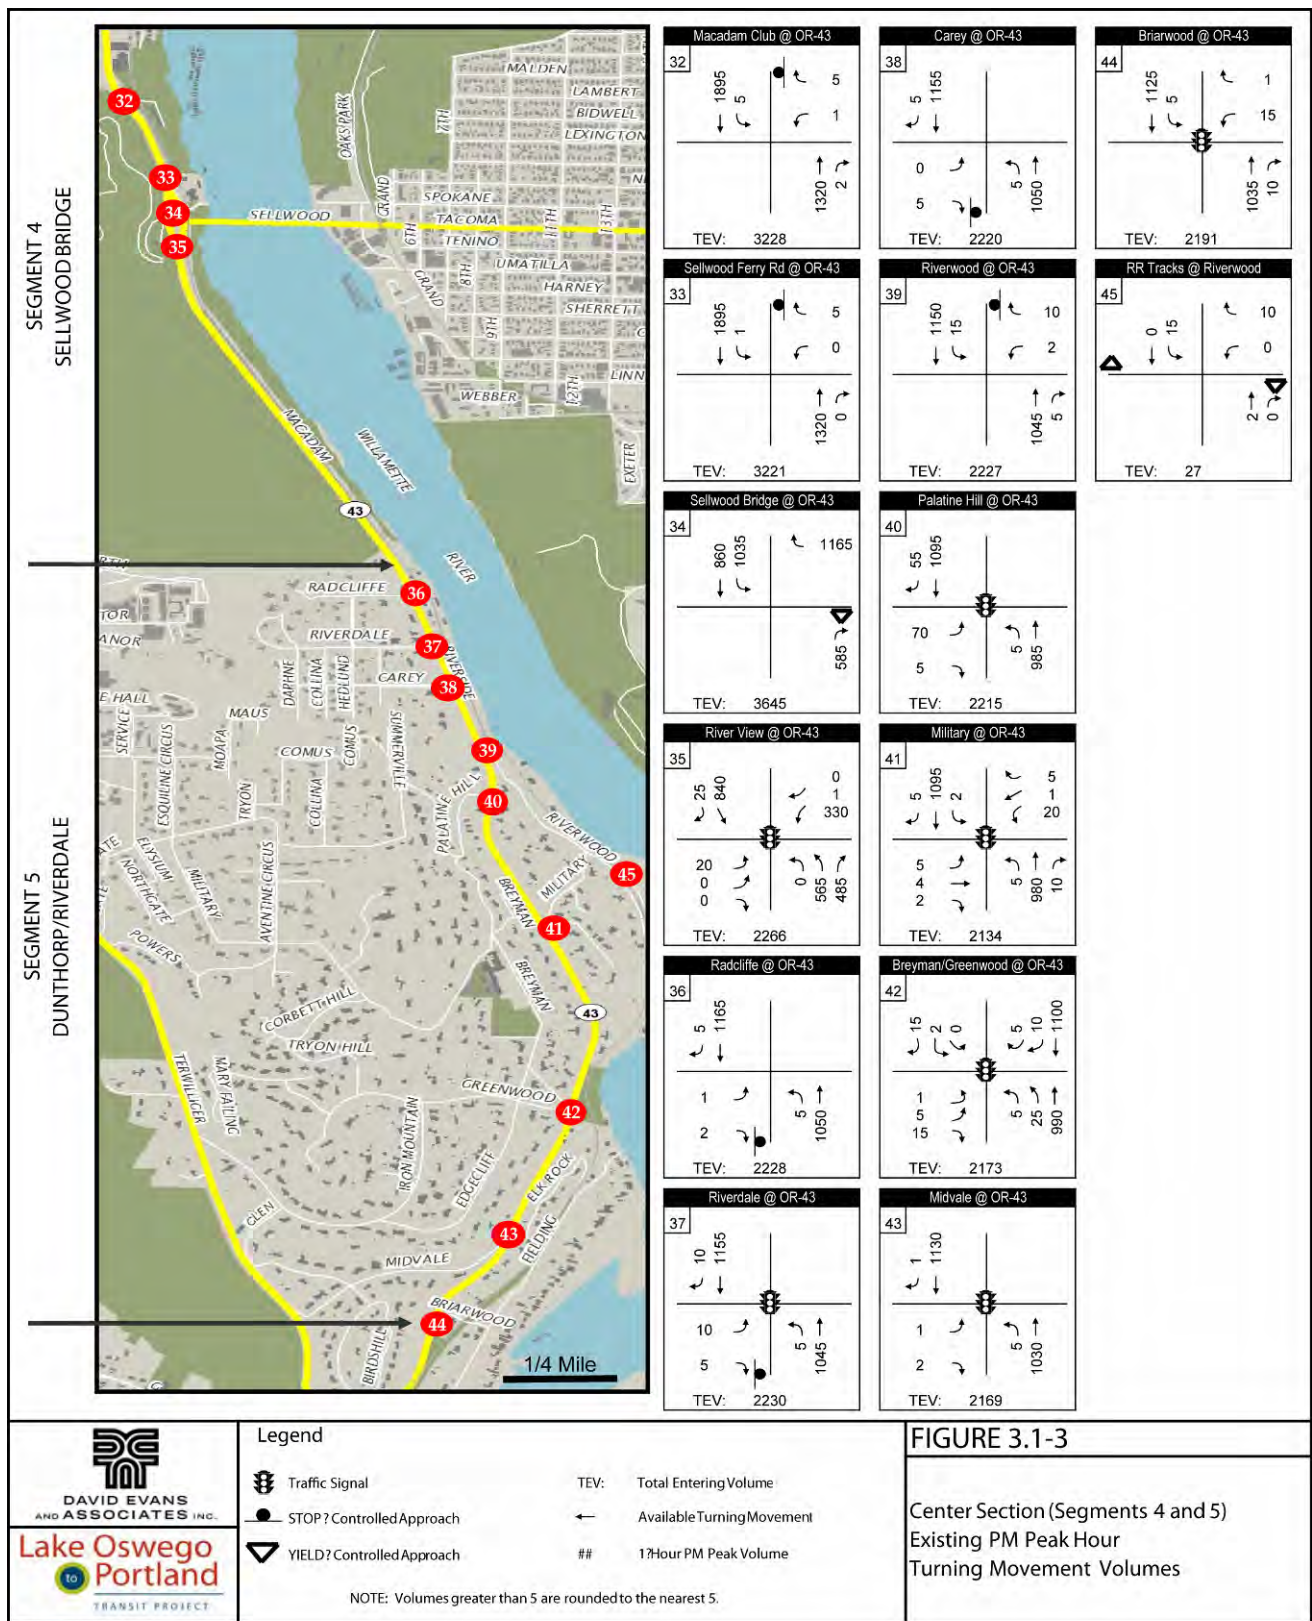 SEGMENT 4
SELLWOODBRIDGE
SEGMENT 5
DUNTHORP/RIVERDALE
MALDEN
LAMBERT
BIDWELL
LEXINGTON
7TH
OAKS PARK
GRAND
SPOKANE
SELLWOOD
TACOMA
TENINO
6TH
11TH
13TH
UMATILLA
8TH
HARNEY
GRAND
SHERRETT
9TH
LINN
WEBBER
12TH
EXETER
MACADAM
WILLAMETTE
RIVER
43
RADCLIFFE
RIVERDALE
RIVERSIDE
CAREY
TOR
ANOR
E HALL
SERVICE
ESQUILINE CIRCUS
MAUS
MOAPA
DAPHNE
COLLINA
HEDLUND
COMUS
COMUS
SUMMERVILLE
TRYON
COLLINA
PALATINE HILL
RIVERWOOD
MILITARY
ELYSIUM
NORTHGATE
MILITARY
AVENTINE CIRCUS
POWERS
BREYMAN
BREYMAN
CORBETT HILL
TRYON HILL
43
TERWILLIGER
MARY FAILING
GREENWOOD
IRON MOUNTAIN
EDGECLIFF
ELK ROCK
GLEN
MIDVALE
FIELDING
BRIARWOOD
BIRDSHILL
32
33
34
35
36
37
38
39
40
41
42
43
44
45
1/4 Mile
Macadam Club @ OR-43
32
1895 5 5
1
1320 2
TEV: 3228
Carey @ OR-43
38
5 1155
0
5 5 1050
TEV: 2220
Briarwood @ OR-43
44
1125 5 1
15
1035 10
TEV: 2191
Sellwood Ferry Rd @ OR-43
33
1895 1 5
0
1320 0
TEV: 3221
Riverwood @ OR-43
39
1150 15 10
2
1045 5
TEV: 2227
RR Tracks @ Riverwood
45
0 15 10
0
2 0
TEV: 27
Sellwood Bridge @ OR-43
34
860 1035 1165
585
TEV: 3645
Palatine Hill @ OR-43
40
55 1095
70
5 5 985
TEV: 2215
River View @ OR-43
35
25 840 0
1
330
20
0
0 0 565 485
TEV: 2266
Military @ OR-43
41
5 1095 2 5
1
20
5
4
2 5 980 10
TEV: 2134
Radcliffe @ OR-43
36
5 1165
1
2 5 1050
TEV: 2228
Breyman/Greenwood @ OR-43
42
15 2 0 5 10 1100
1
5
15 5 25 990
TEV: 2173
Riverdale @ OR-43
37
10 1155
10
5 5 1045
TEV: 2230
Midvale @ OR-43
43
1 1130
1
2 5 1030
TEV: 2169
DAVID EVANS
AND ASSOCIATES INC.
Lake Oswego
to Portland
TRANSIT PROJECT
Legend
Traffic Signal
STOP? Controlled Approach
YIELD? Controlled Approach
TEV: Total Entering Volume
Available Turning Movement
## 1?Hour PM Peak Volume
NOTE: Volumes greater than 5 are rounded to the nearest 5.
FIGURE 3.1-3
Center Section (Segments 4 and 5)
Existing PM Peak Hour
Turning Movement Volumes